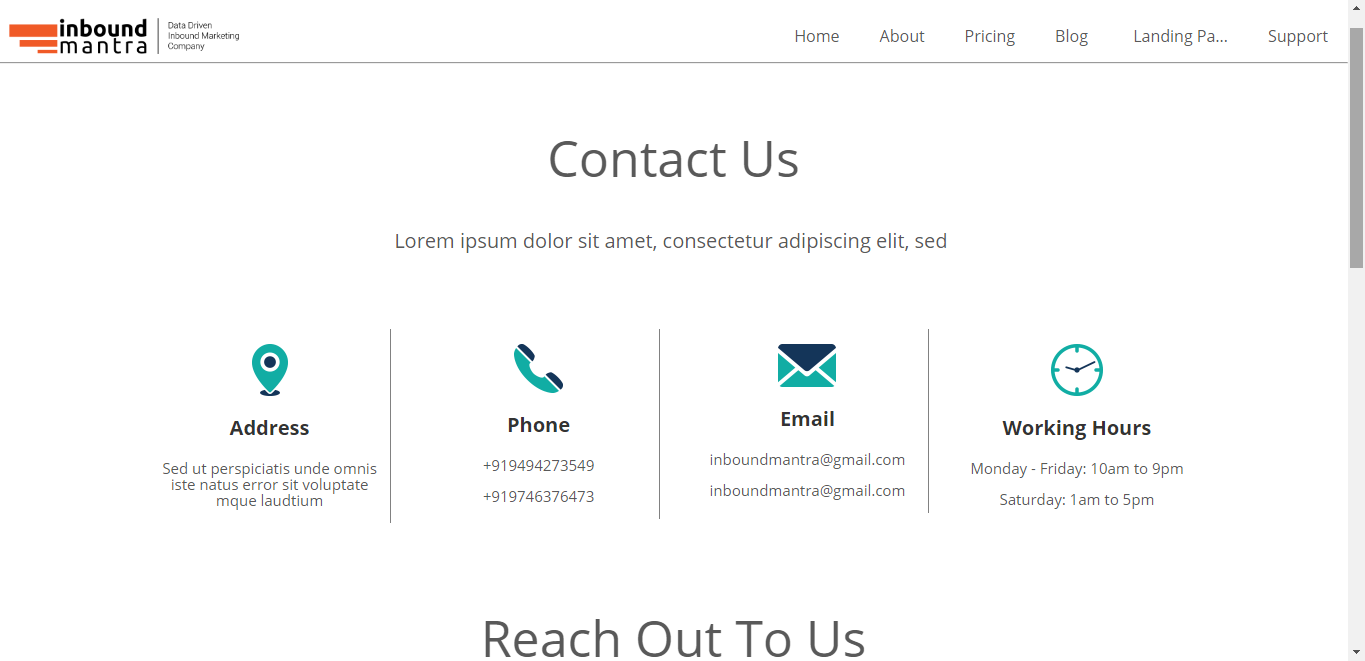 inbound
mantra
Data Driven
Inbound Marketing
Company
Home
About
Pricing
Blog
Landing Pa...
Support
Contact Us
Lorem ipsum dolor sit amet, consectetur adipiscing elit, sed
Address
Sed ut perspiciatis unde omnis
iste natus error sit voluptate
mque laudtium
Phone
+919494273549
+919746376473
Email
inboundmantra@gmail.com
inboundmantra@gmail.com
Working Hours
Monday - Friday: 10am to 9pm
Saturday: 1am to 5pm
Reach Out To Us